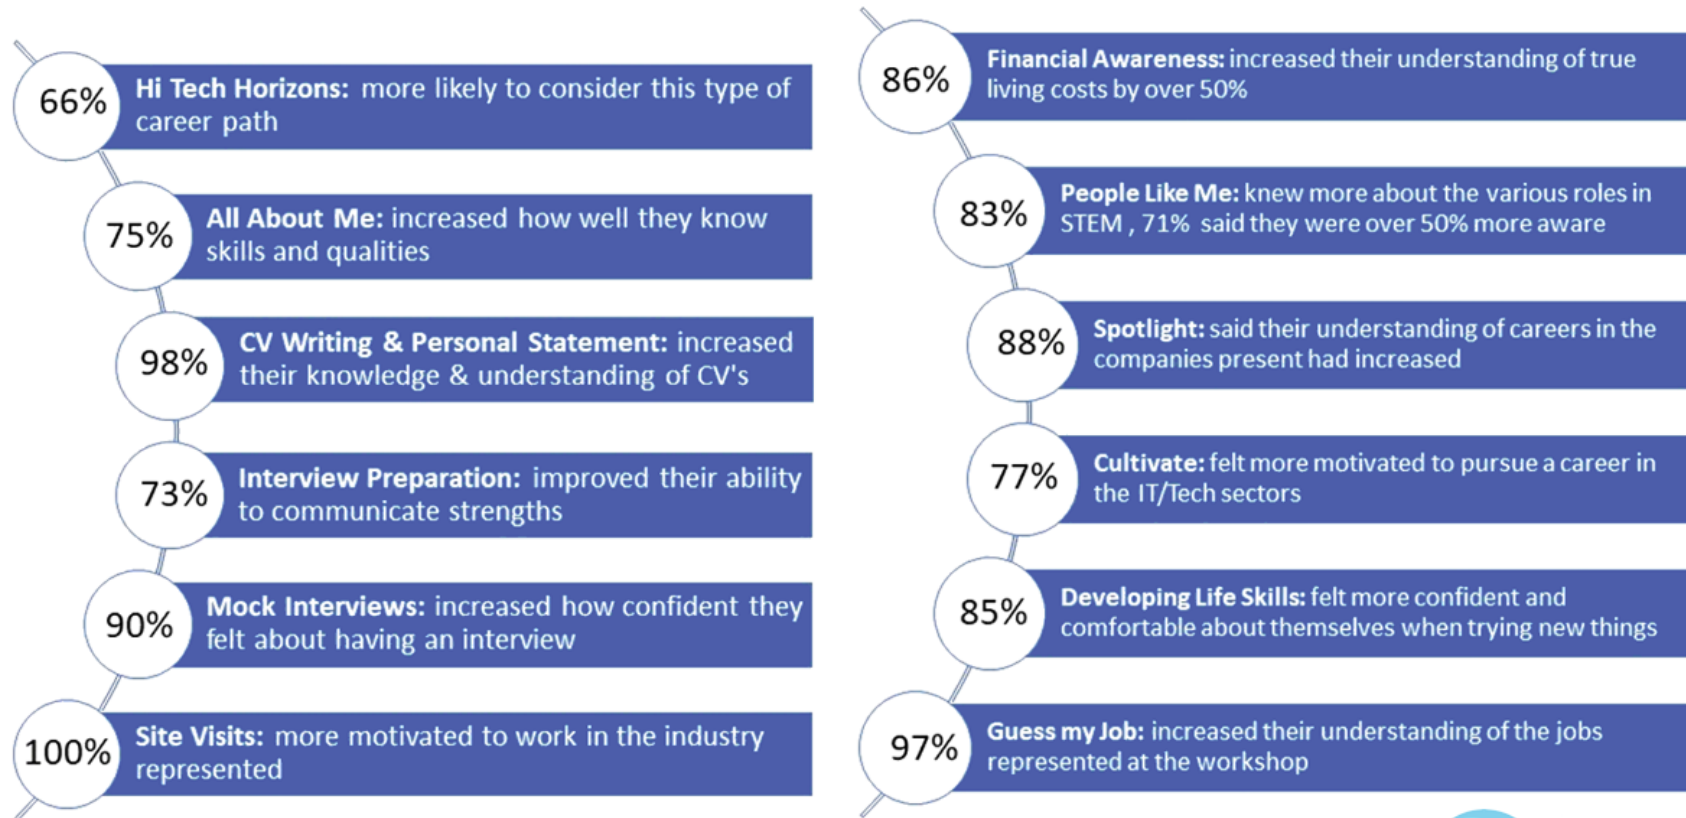 66%
Hi Tech Horizons: more likely to consider this type of
career path
75%
All About Me: increased how well they know
skills and qualities
98%
CV Writing & Personal Statement: increased
their knowledge & understanding of CV's
73%
Interview Preparation: improved their ability
to communicate strengths
90%
Mock Interviews: increased how confident they
felt about having an interview
100%
Site Visits: more motivated to work in the industry
represented
86%
Financial Awareness: increased their understanding of true
living costs by over 50%
83%
People Like Me: knew more about the various roles in
STEM , 71% said they were over 50% more aware
88%
Spotlight: said their understanding of careers in the
companies present had increased
77%
Cultivate: felt more motivated to pursue a career in
the IT/Tech sectors
85%
Developing Life Skills: felt more confident and
comfortable about themselves when trying new things
97%
Guess my Job: increased their understanding of the jobs
represented at the workshop